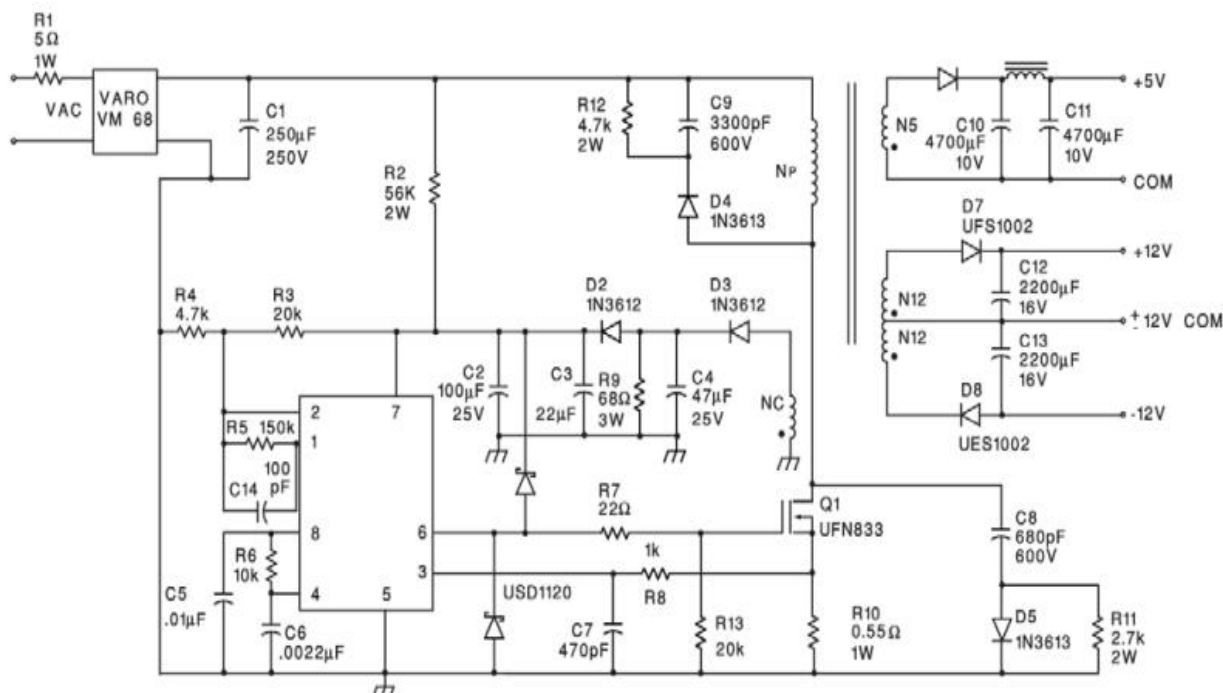 R1
5Ω
1W
VAC
VARO
VM 68
C1
250µF
250V
R2
56K
2W
R12
4.7k
2W
C9
3300pF
600V
D4
1N3613
NP
N5
C10
4700µF
10V
C11
4700µF
10V
+5V
COM
D7
UFS1002
N12
N12
C12
2200µF
16V
C13
2200µF
16V
D8
UES1002
+12V
±12V COM
-12V
R4
4.7k
R3
20k
D2
1N3612
D3
1N3612
C2
100µF
25V
C3
22µF
R9
68Ω
3W
C4
47µF
25V
NC
R5 150k
100
pF
C14
2
1
7
8
4
5
6
3
R6
10k
C5
.01µF
C6
.0022µF
USD1120
R7
22Ω
1k
R8
C7
470pF
R13
20k
Q1
UFN833
R10
0.55Ω
1W
C8
680pF
600V
D5
1N3613
R11
2.7k
2W